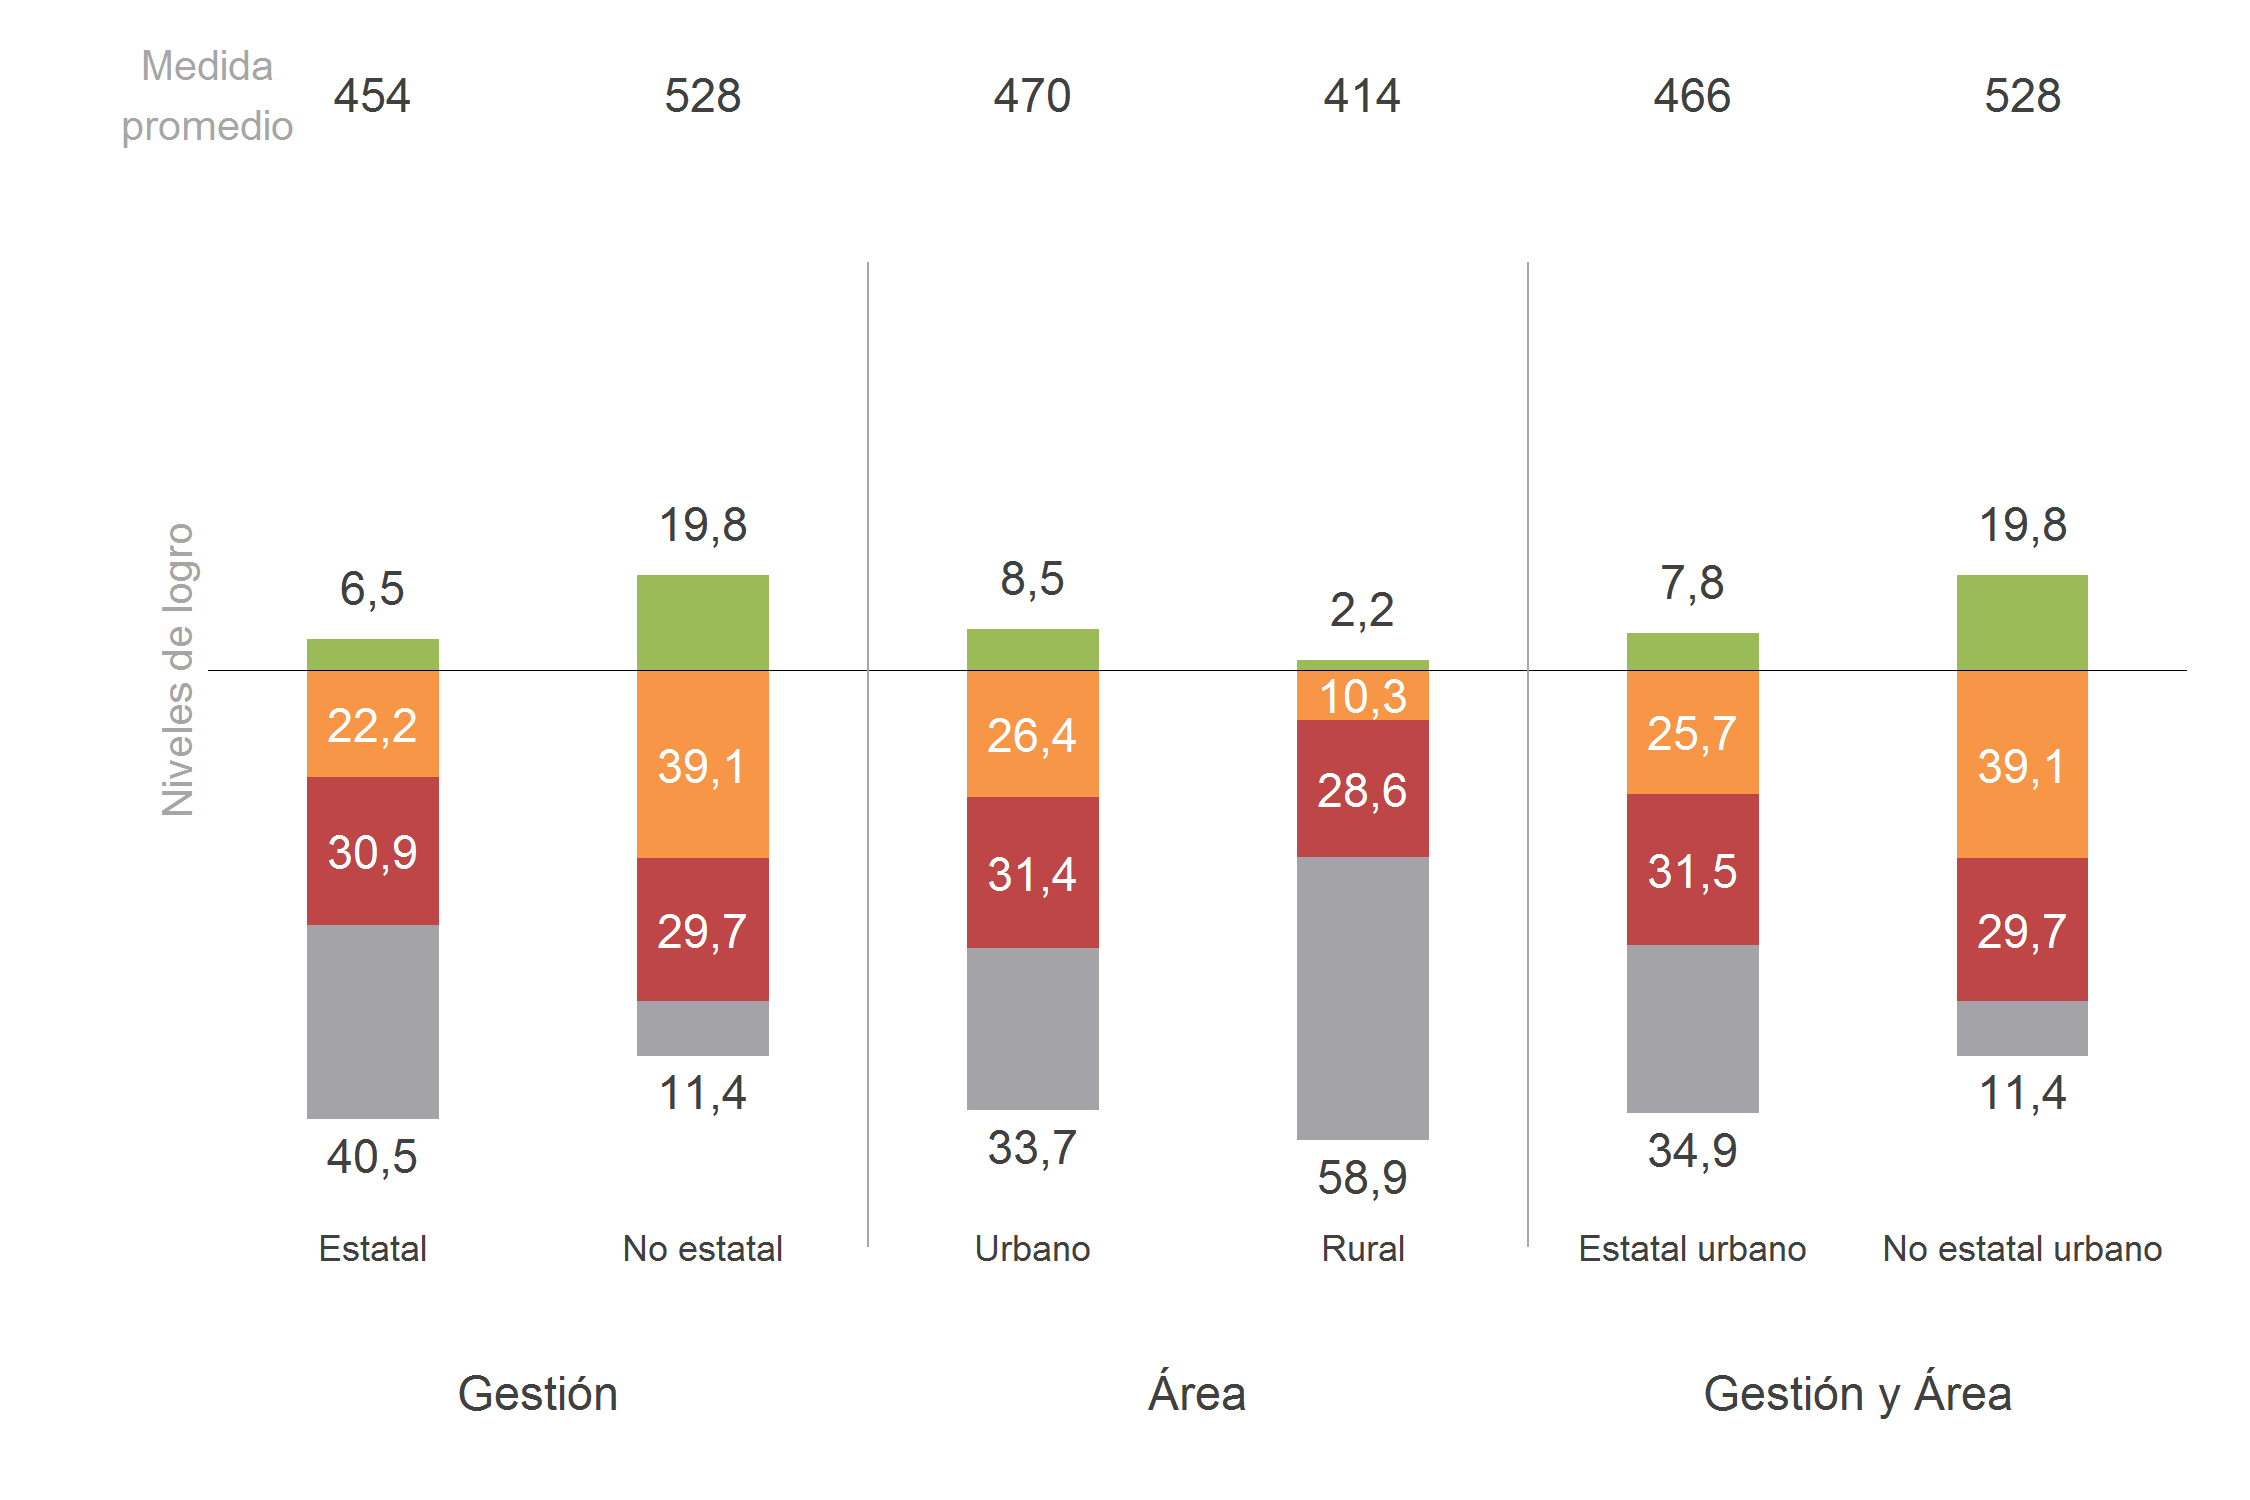 Medida
promedio
454 528 470 414 466 528
Niveles de logro
6,5 19,8 8,5 2,2 7,8 19,8
22,2 39,1 26,4 10,3 25,7 39,1
30,9 29,7 31,4 28,6 31,5 29,7
40,5 11,4 33,7 58,9 34,9 11,4
Estatal No estatal Urbano Rural Estatal urbano No estatal urbano
Gestión Área Gestión y Área